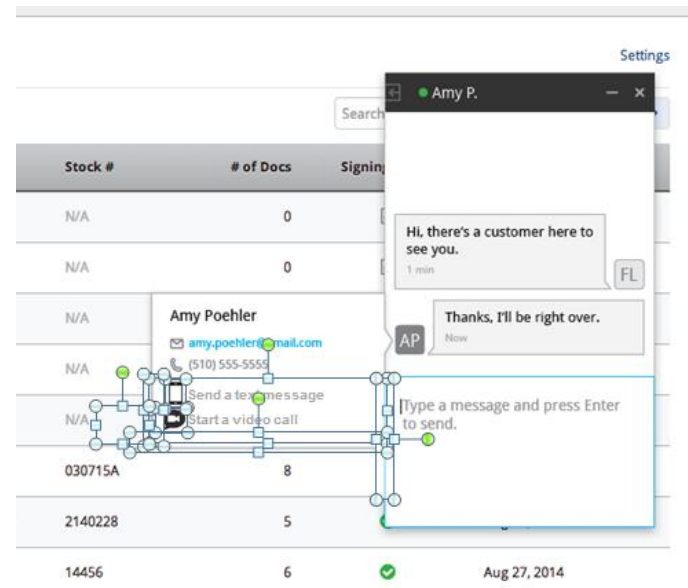 Settings
Amy P.
Search
Stock # # of Docs Signing
N/A 0
Hi, there's a customer here to
see you.
1 min
FL
N/A 0
N/A
Amy Poehler
Thanks, I'll be right over.
Now
AP
amy.poehler@mail.com
N/A
(510) 555-5555
Send a text message
N/A
Start a video call
Type a message and press Enter
to send.
030715A 8
2140228 5
14456 6 Aug 27, 2014